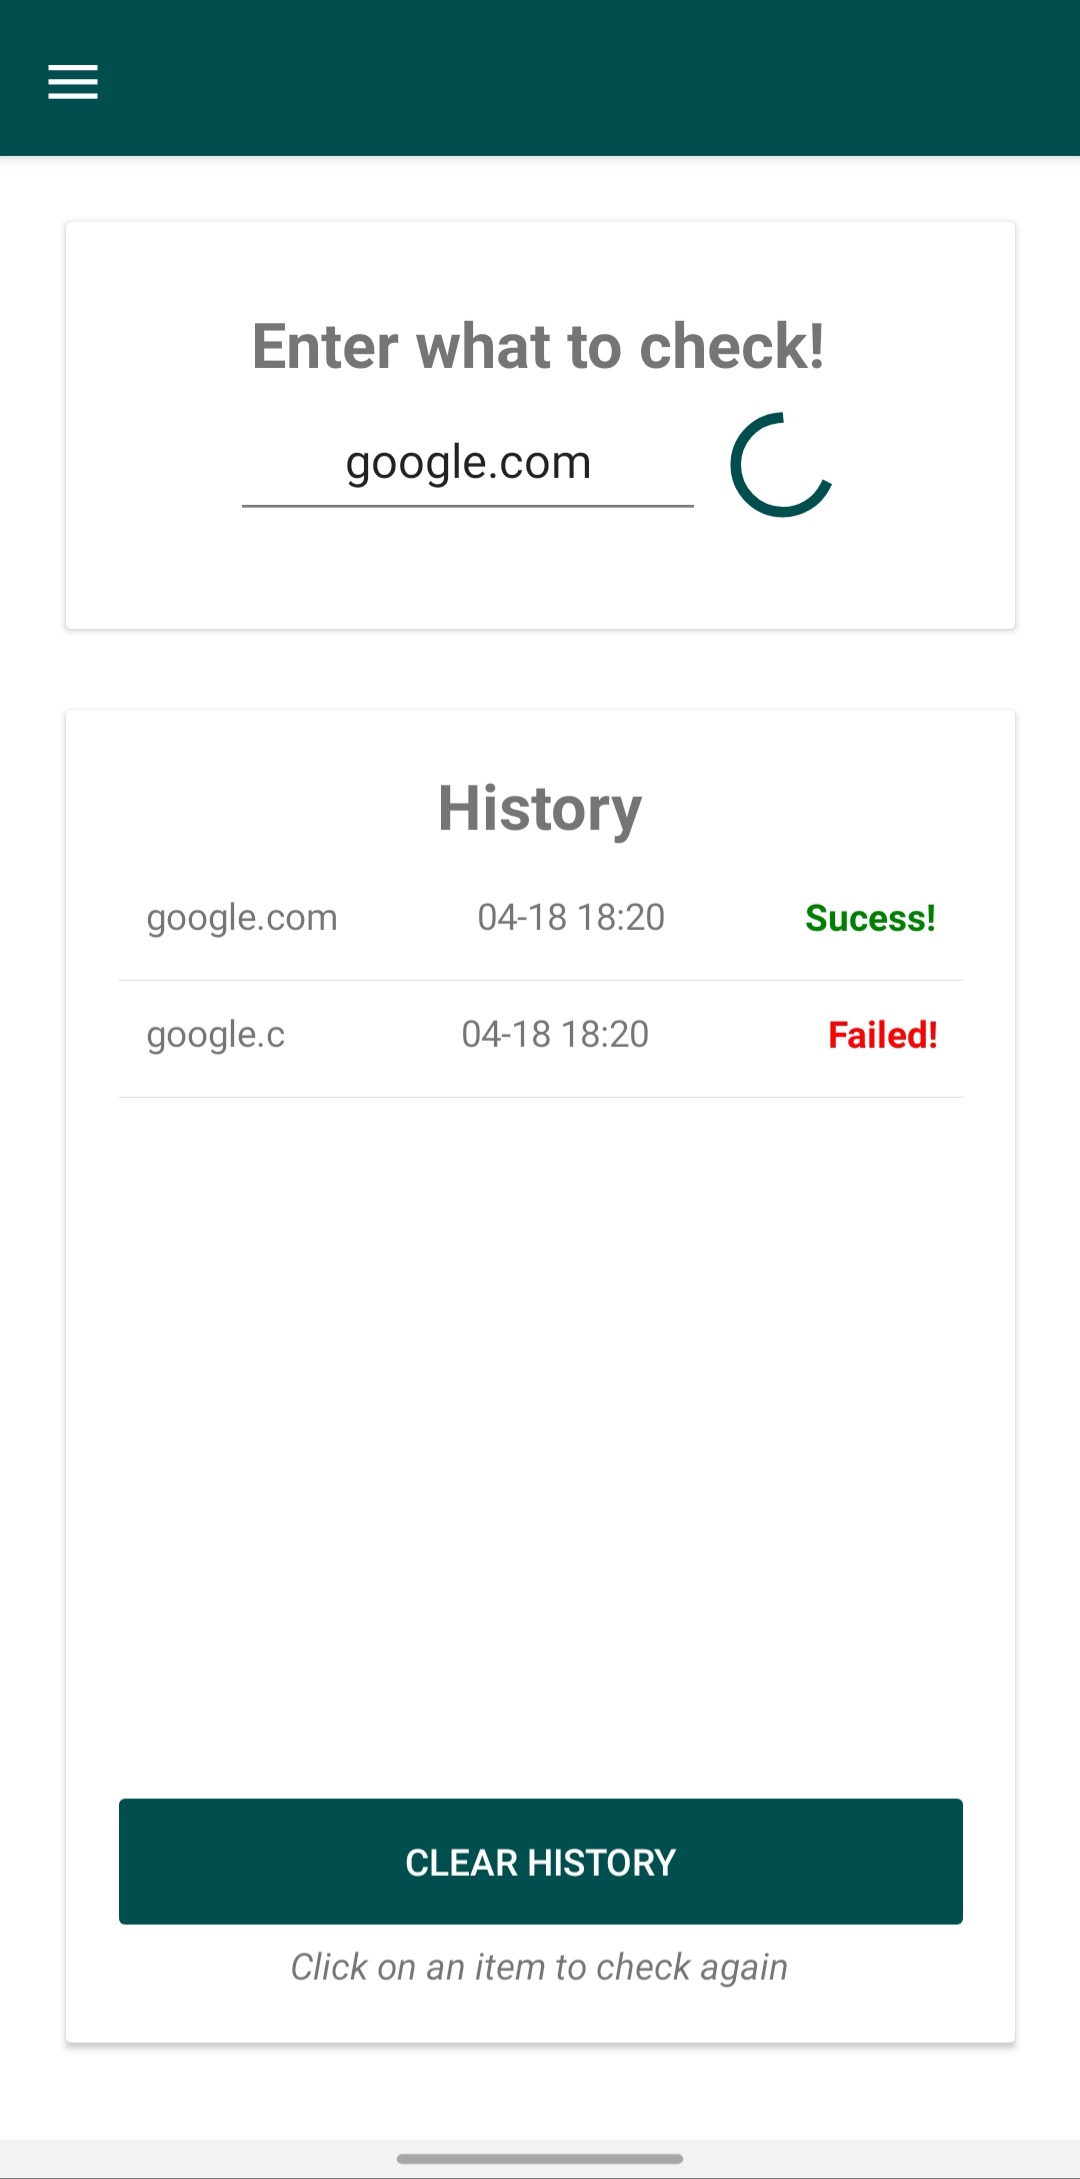 Enter what to check!
google.com
History
google.com 04-18 18:20 Sucess!
google.c 04-18 18:20 Failed!
CLEAR HISTORY
Click on an item to check again